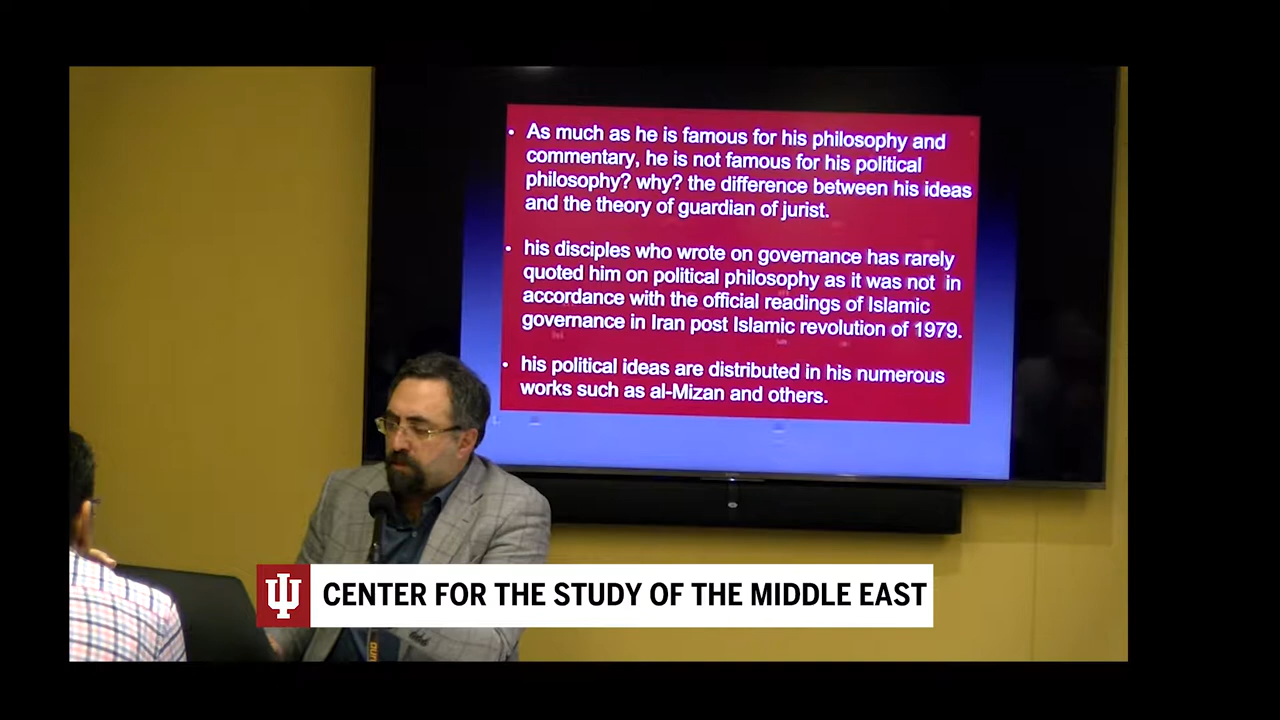 • As much as he is famous for his philosophy and
commentary, he is not famous for his political
philosophy? why? the difference between his ideas
and the theory of guardian of jurist.
• his disciples who wrote on governance has rarely
quoted him on political philosophy as it was not in
accordance with the official readings of Islamic
governance in Iran post Islamic revolution of 1979.
• his political ideas are distributed in his numerous
works such as al-Mizan and others.
CENTER FOR THE STUDY OF THE MIDDLE EAST